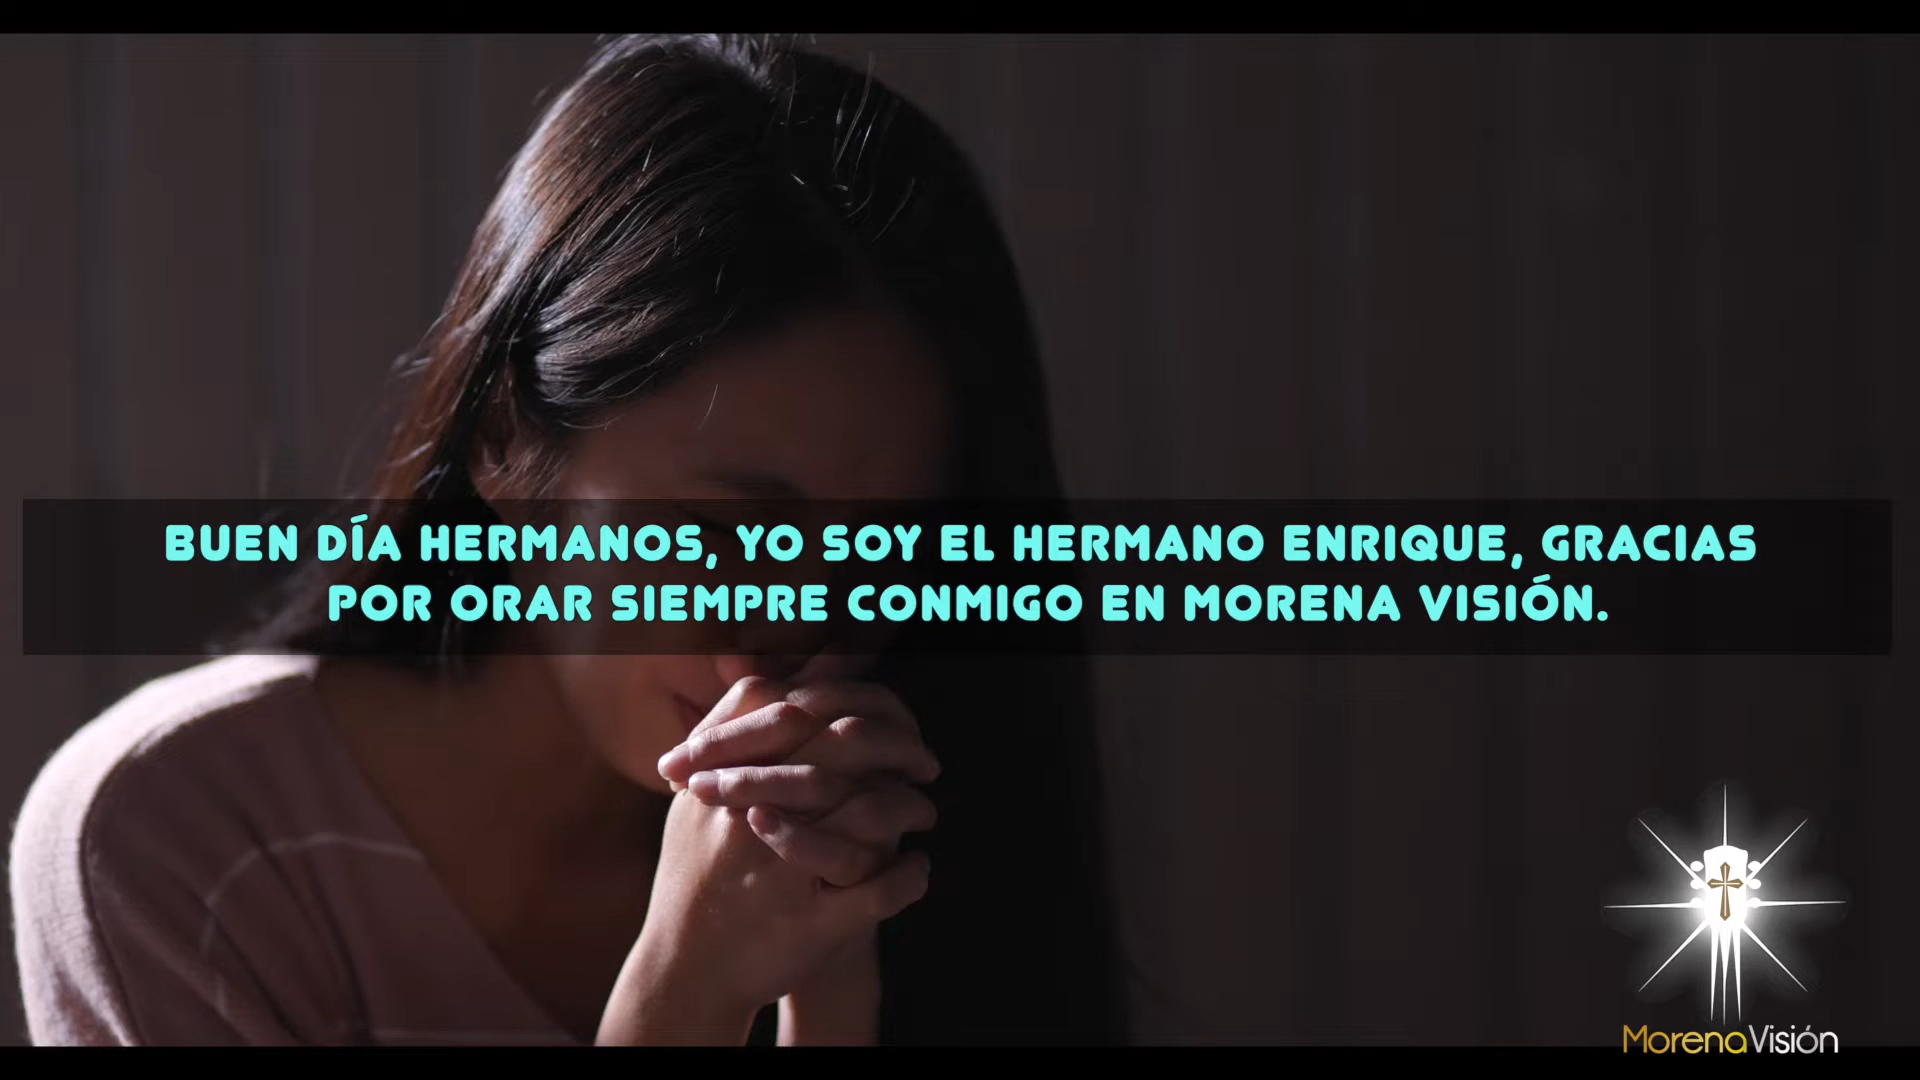 BUEN DÍA HERMANOS, YO SOY EL HERMANO ENRIQUE, GRACIAS
POR ORAR SIEMPRE CONMIGO EN MORENA VISIÓN.
MorenaVisión